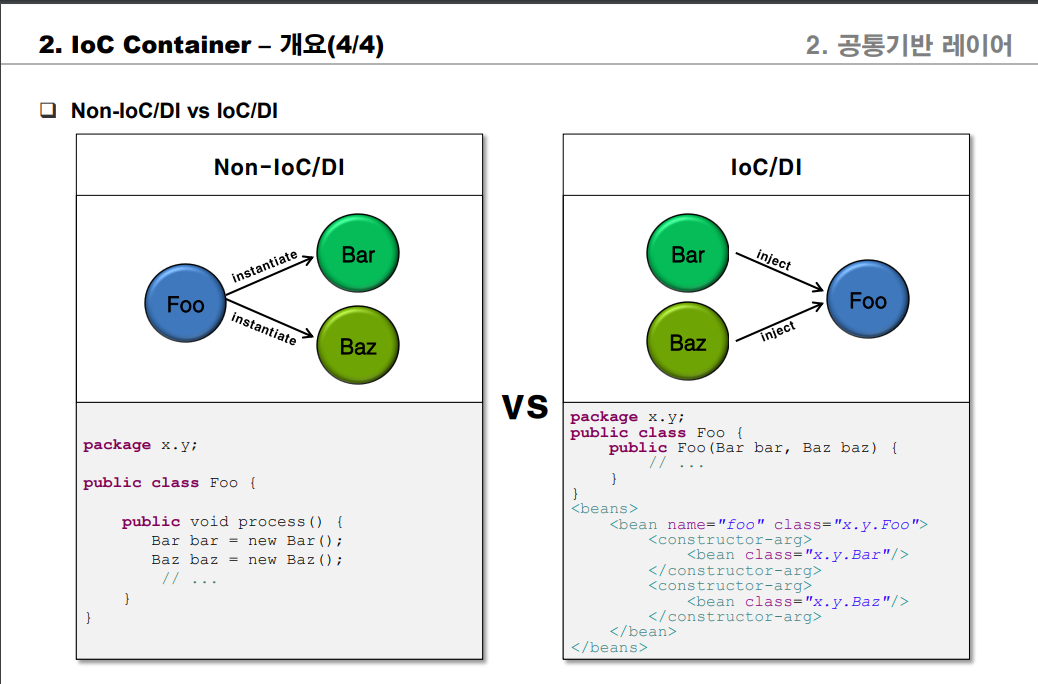 2. IoC Container – 개요(4/4)
2. 공통기반 레이어
❑ Non-IoC/DI vs IoC/DI
Non-IoC/DI
Foo
instantiate
instantiate
Bar
Baz
package x.y;
public class Foo {
public void process() {
Bar bar = new Bar();
Baz baz = new Baz();
// ...
}
}
VS
IoC/DI
Bar
Baz
inject
inject
Foo
package x.y;
public class Foo {
public Foo(Bar bar, Baz baz) {
// ...
}
}
<beans>
<bean name="foo" class="x.y.Foo">
<constructor-arg>
<bean class="x.y.Bar"/>
</constructor-arg>
<constructor-arg>
<bean class="x.y.Baz"/>
</constructor-arg>
</bean>
</beans>